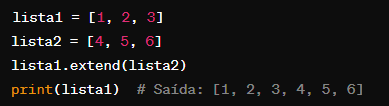 lista1 = [1, 2, 3]
lista2 = [4, 5, 6]
lista1.extend(lista2)
print(lista1)  # Saída: [1, 2, 3, 4, 5, 6]